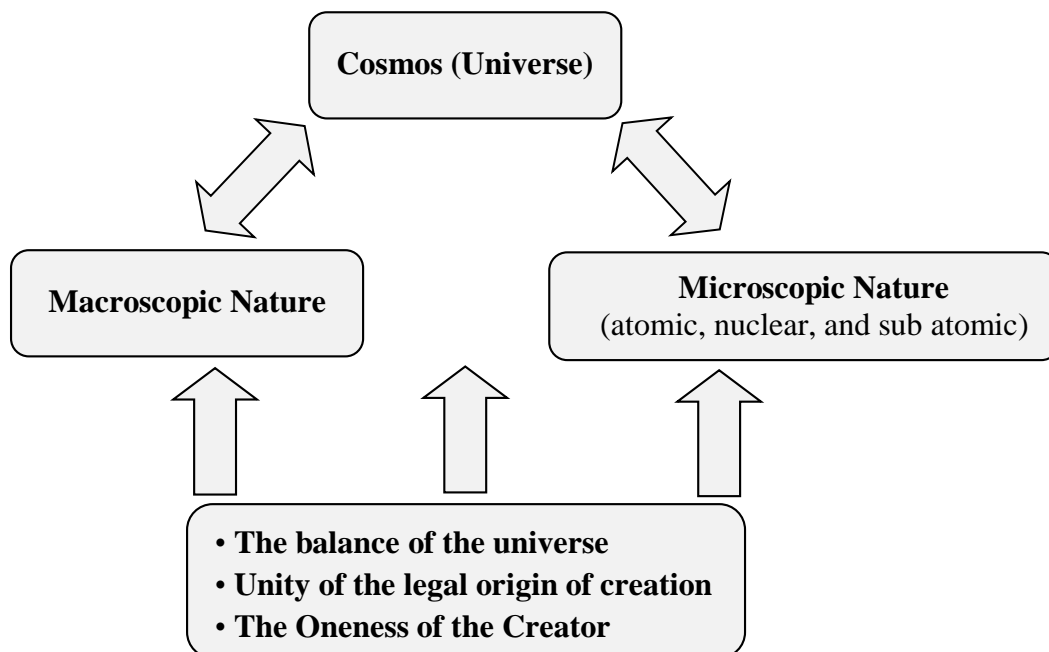 Cosmos (Universe)
Macroscopic Nature
Microscopic Nature
(atomic, nuclear, and sub atomic)
• The balance of the universe
• Unity of the legal origin of creation
• The Oneness of the Creator